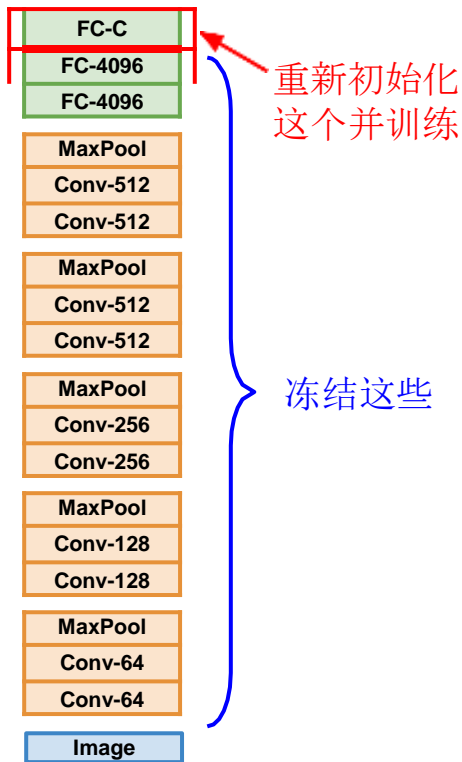 FC-C
FC-4096
FC-4096
重新初始化
这个并训练
MaxPool
Conv-512
Conv-512
MaxPool
Conv-512
Conv-512
冻结这些
MaxPool
Conv-256
Conv-256
MaxPool
Conv-128
Conv-128
MaxPool
Conv-64
Conv-64
Image